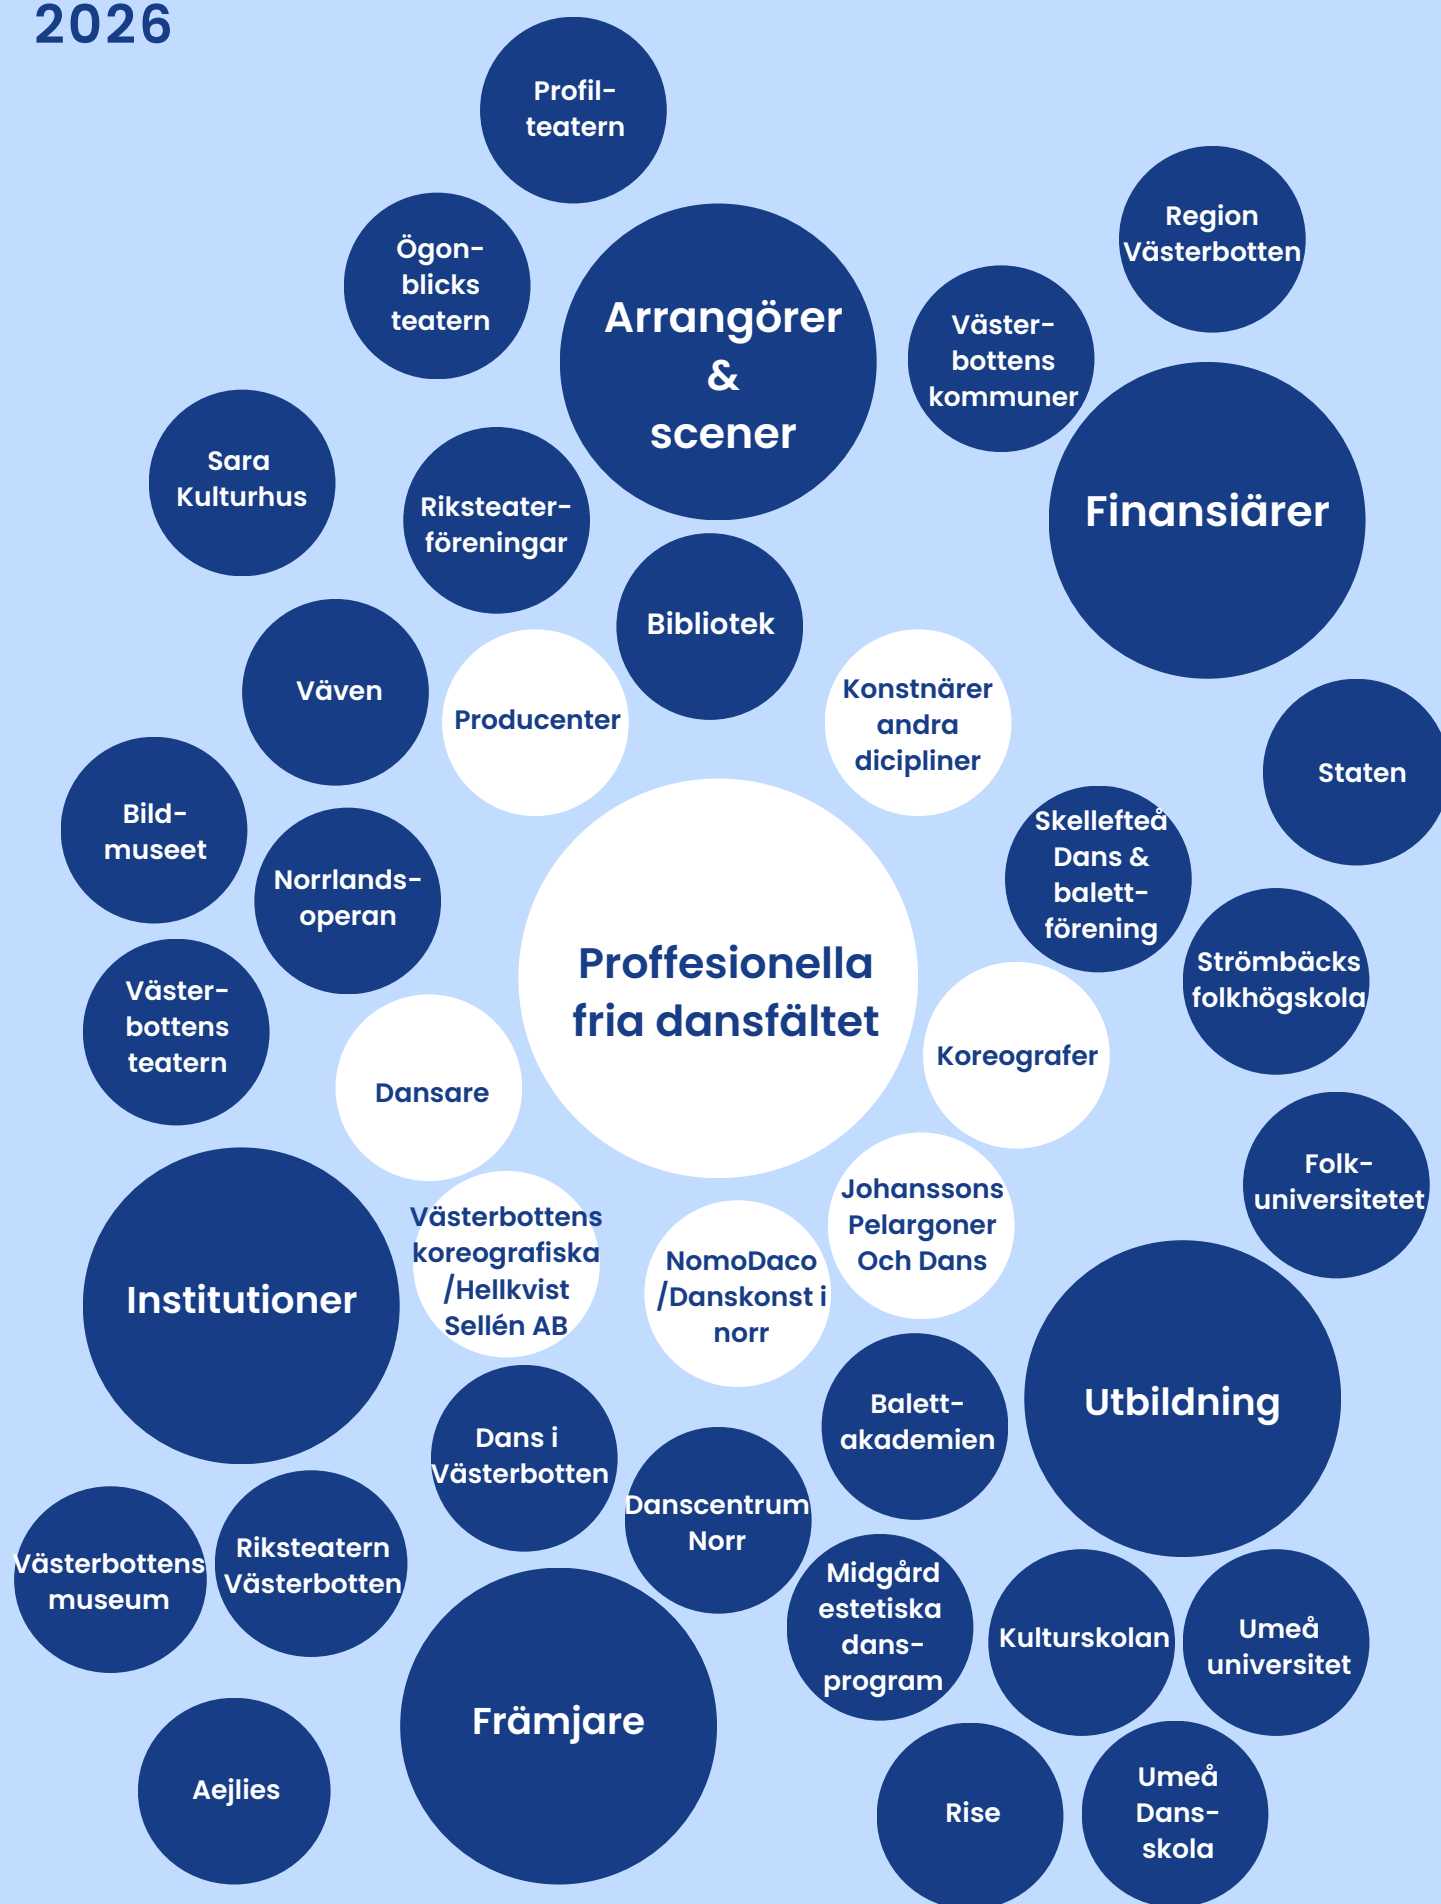 2026
Profil-
teatern
Ögon-
blicks
teatern
Arrangörer
&
scener
Region
Västerbotten
Väster-
bottens
kommuner
Finansiärer
Sara
Kulturhus
Riksteater-
föreningar
Bibliotek
Väven
Producenter
Konstnärer
andra
dicipliner
Staten
Bild-
museet
Norrlands-
operan
Skellefteå
Dans &
balett-
förening
Strömbäcks
folkhögskola
Väster-
bottens
teatern
Proffesionella
fria dansfältet
Koreografer
Dansare
Folk-
universitetet
Johanssons
Pelargoner
Och Dans
Västerbottens
koreografiska
/Hellkvist
Sellén AB
NomoDaco
/Danskonst i
norr
Institutioner
Utbildning
Balett-
akademien
Dans i
Västerbotten
Danscentrum
Norr
Västerbottens
museum
Riksteatern
Västerbotten
Midgård
estetiska
dans-
program
Kulturskolan
Umeå
universitet
Främjare
Aejlies
Rise
Umeå
Dans-
skola